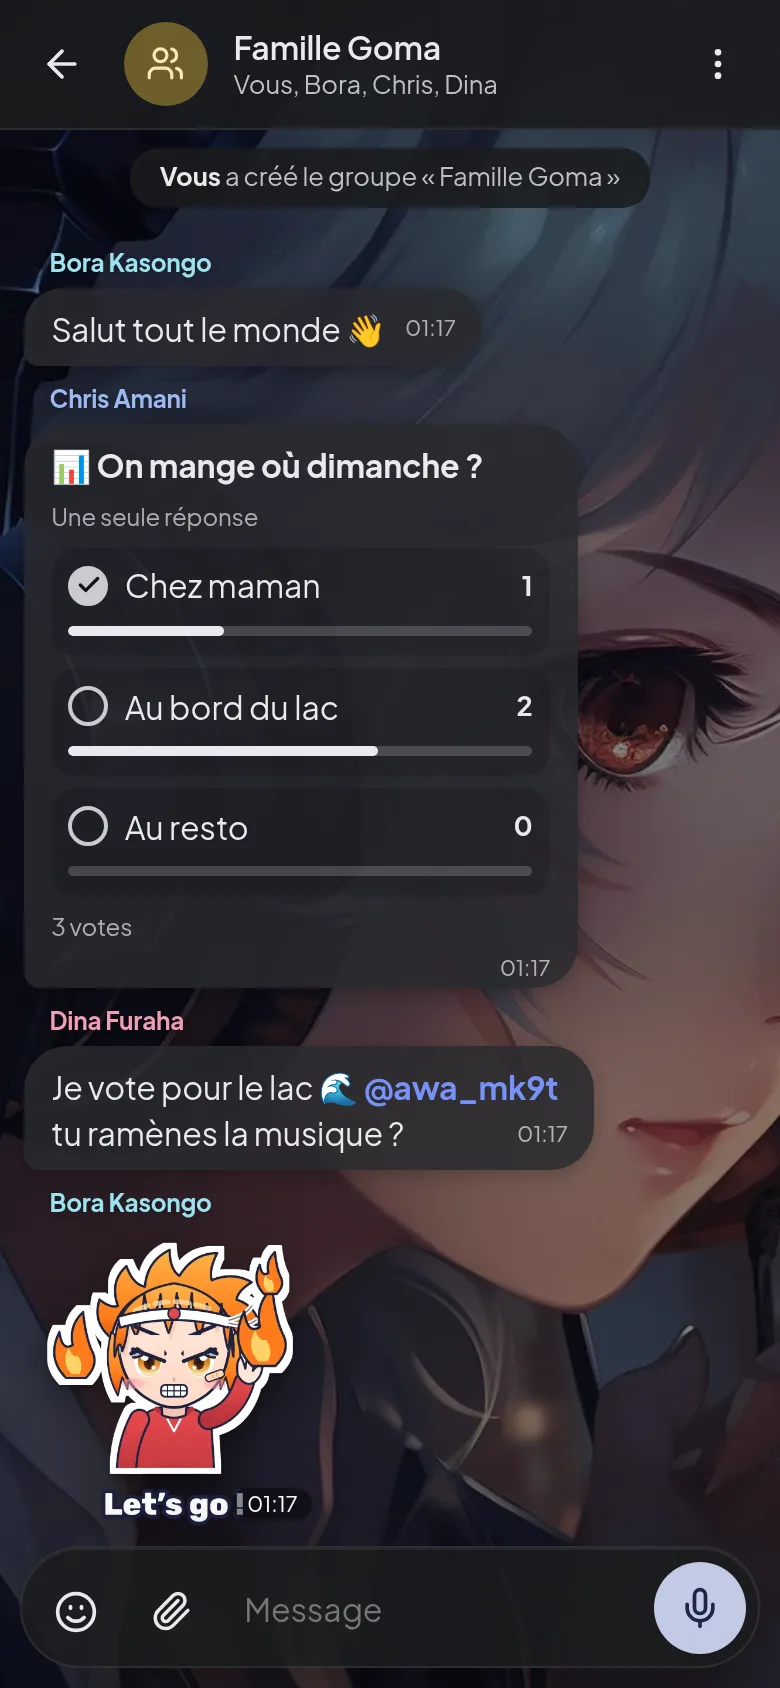 Famille Goma
Vous, Bora, Chris, Dina
Vous a créé le groupe « Famille Goma »
Bora Kasongo
Salut tout le monde 👋 01:17
Chris Amani
📊 On mange où dimanche ?
Une seule réponse
Chez maman 1
Au bord du lac 2
Au resto 0
3 votes
01:17
Dina Furaha
Je vote pour le lac 🌊 @awa_mk9t
tu ramènes la musique ? 01:17
Bora Kasongo
Let's go ! 01:17
Message